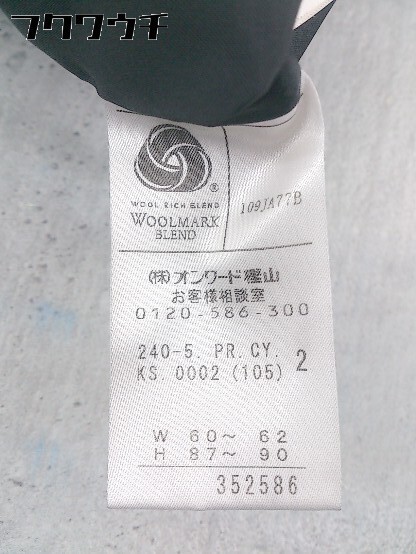 フクウウチ
WOOL RICH BLEND
WOOLMARK
BLEND
®
109JA77B
(株)オンワード樫山
お客様相談室
0120-586-300
240-5. PR. CY. 2
KS. 0002 (105)
W 60～ 62
H 87～ 90
352586